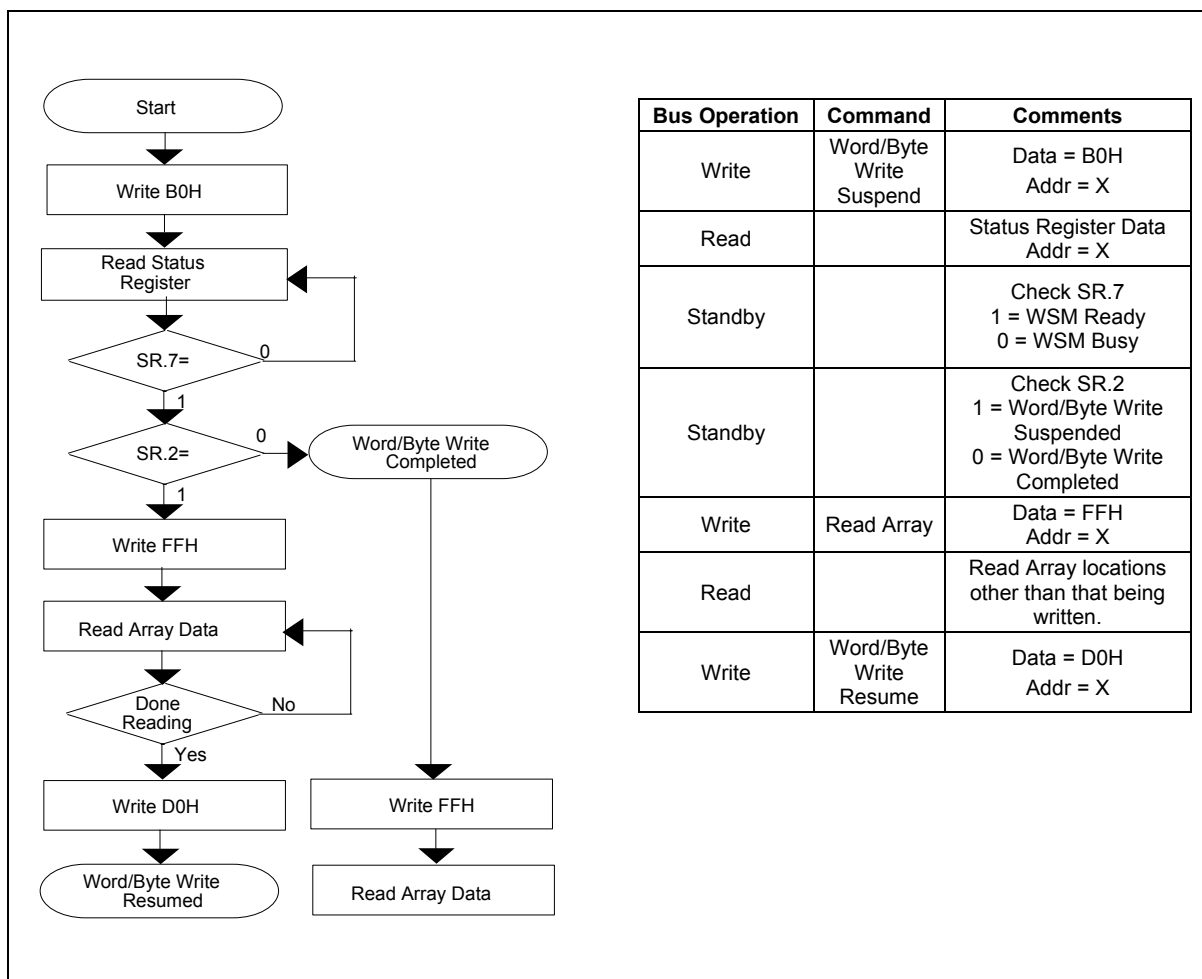 Start
Write B0H
Read Status
Register
SR.7=
0
1
SR.2=
0
Word/Byte Write
Completed
1
Write FFH
Read Array Data
Done
Reading
No
Yes
Write D0H
Word/Byte Write
Resumed
Write FFH
Read Array Data
Bus Operation Command Comments
Write
Word/Byte
Write
Suspend
Data = B0H
Addr = X
Read
Status Register Data
Addr = X
Standby
Check SR.7
1 = WSM Ready
0 = WSM Busy
Standby
Check SR.2
1 = Word/Byte Write
Suspended
0 = Word/Byte Write
Completed
Write
Read Array
Data = FFH
Addr = X
Read
Read Array locations
other than that being
written.
Write
Word/Byte
Write
Resume
Data = D0H
Addr = X